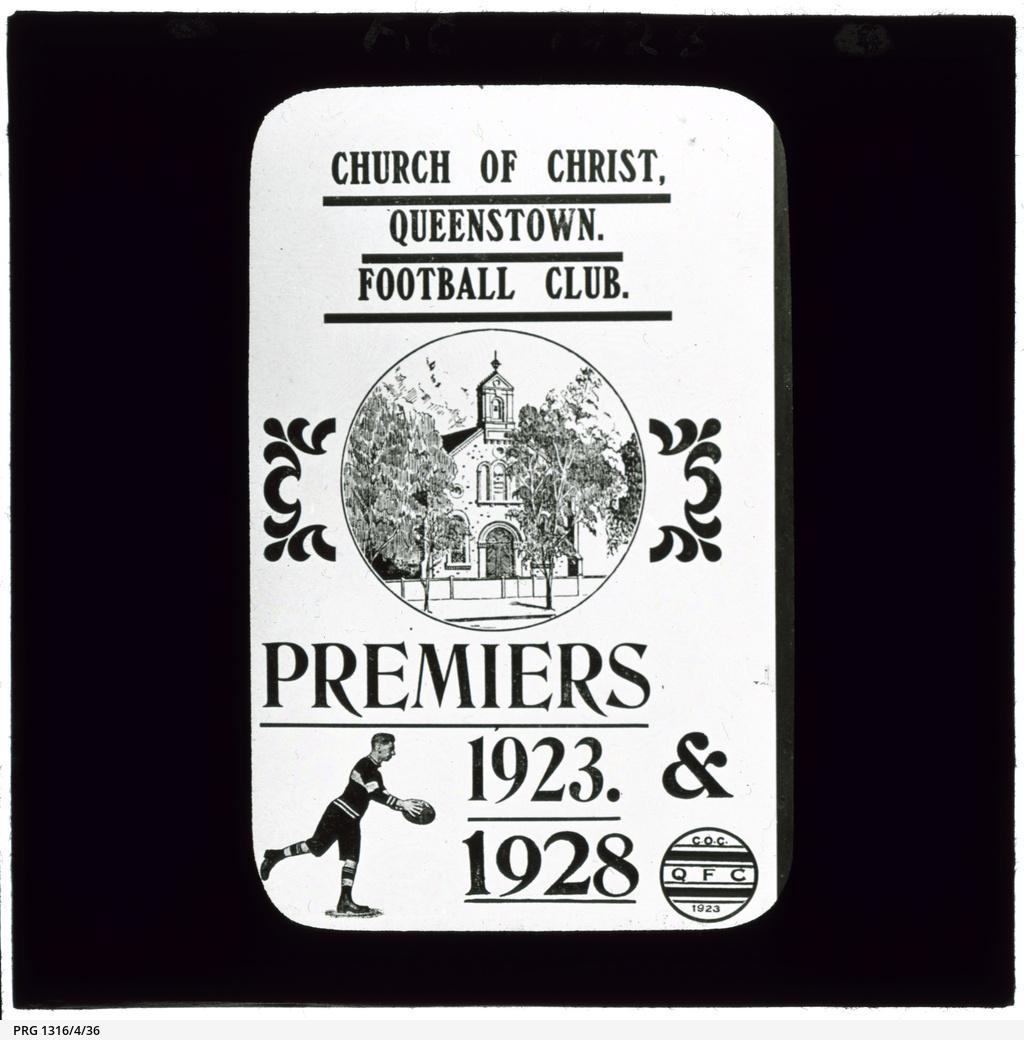 CHURCH OF CHRIST,
QUEENSTOWN.
FOOTBALL CLUB.
PREMIERS
1923. &
1928
C.O.C.
Q F C
1923
PRG 1316/4/36